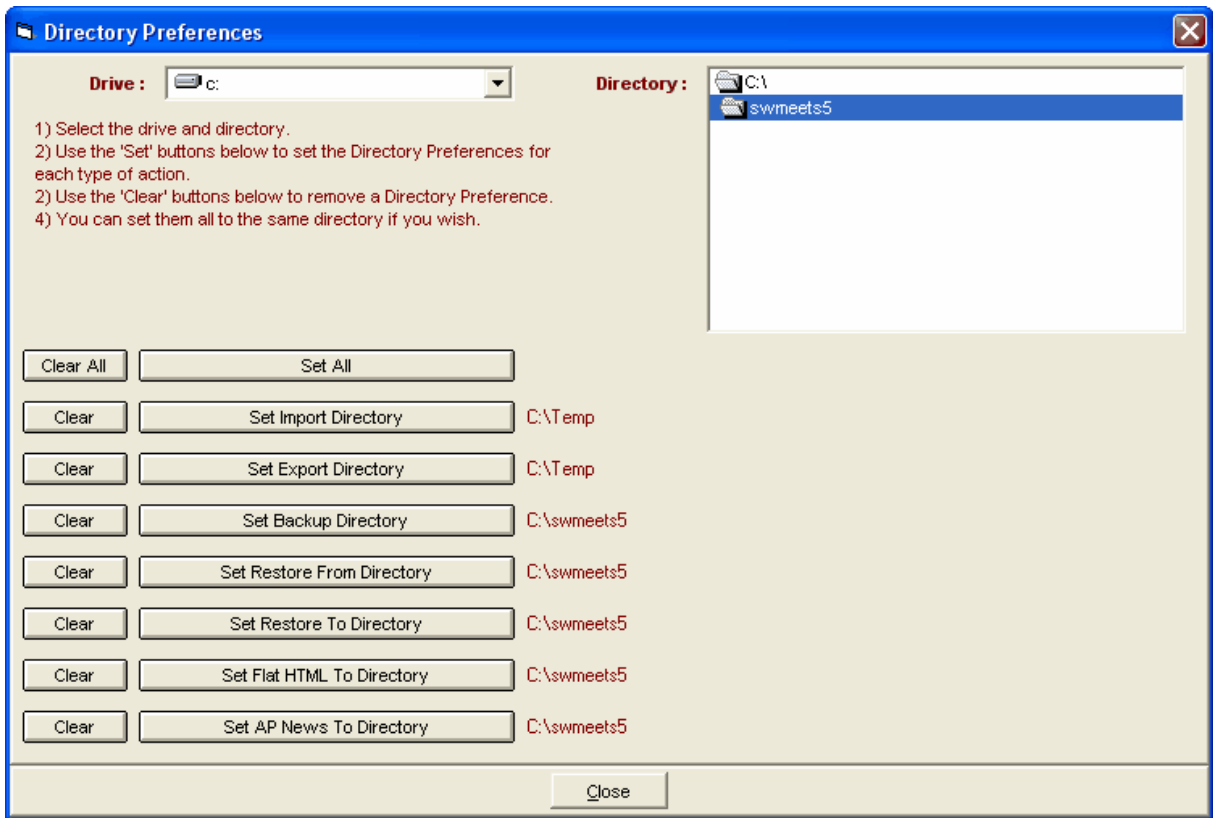 Directory Preferences
Drive : c: Directory : C:\
swmeets5
1) Select the drive and directory.
2) Use the 'Set' buttons below to set the Directory Preferences for
each type of action.
2) Use the 'Clear' buttons below to remove a Directory Preference.
4) You can set them all to the same directory if you wish.
Clear All Set All
Clear Set Import Directory C:\Temp
Clear Set Export Directory C:\Temp
Clear Set Backup Directory C:\swmeets5
Clear Set Restore From Directory C:\swmeets5
Clear Set Restore To Directory C:\swmeets5
Clear Set Flat HTML To Directory C:\swmeets5
Clear Set AP News To Directory C:\swmeets5
Close